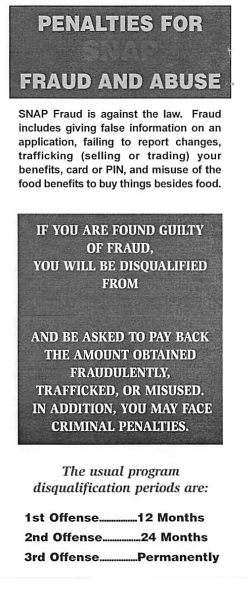 PENALTIES FOR
SNAP
FRAUD AND ABUSE
SNAP Fraud is against the law. Fraud
includes giving false information on an
application, failing to report changes,
trafficking (selling or trading) your
benefits, card or PIN, and misuse of the
food benefits to buy things besides food.
IF YOU ARE FOUND GUILTY
OF FRAUD,
YOU WILL BE DISQUALIFIED
FROM
AND BE ASKED TO PAY BACK
THE AMOUNT OBTAINED
FRAUDULENTLY,
TRAFFICKED, OR MISUSED.
IN ADDITION, YOU MAY FACE
CRIMINAL PENALTIES.
The usual program
disqualification periods are:
1st Offense................12 Months
2nd Offense................24 Months
3rd Offense................Permanently